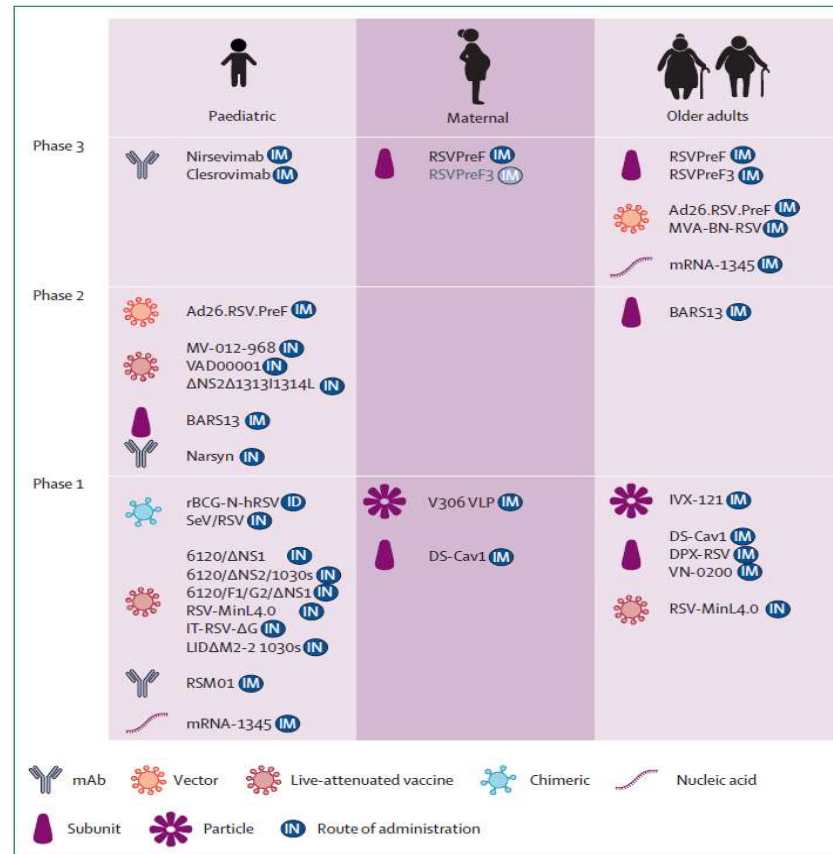 Paediatric
Maternal
Older adults
Phase 3
Nirsevimab IM
Clesrovimab IM
RSVPreF IM
RSVPreF3 IM
RSVPreF IM
RSVPreF3 IM
Ad26.RSV.PreF IM
MVA-BN-RSV IM
mRNA-1345 IM
Phase 2
Ad26.RSV.PreF IM
MV-012-968 IN
VAD00001 IN
ΔNS2Δ1313I1314L IN
BARS13 IM
Narsyn IN
BARS13 IM
Phase 1
rBCG-N-hRSV ID
SeV/RSV IN
6120/ΔNS1 IN
6120/ΔNS2/1030s IN
6120/F1/G2/ΔNS1 IN
RSV-MinL4.0 IN
IT-RSV-ΔG IN
LIDΔM2-2 1030s IN
RSM01 IM
mRNA-1345 IM
V306 VLP IM
DS-Cav1 IM
IVX-121 IM
DS-Cav1 IM
DPX-RSV IM
VN-0200 IM
RSV-MinL4.0 IN
mAb
Vector
Live-attenuated vaccine
Chimeric
Nucleic acid
Subunit
Particle
IN Route of administration